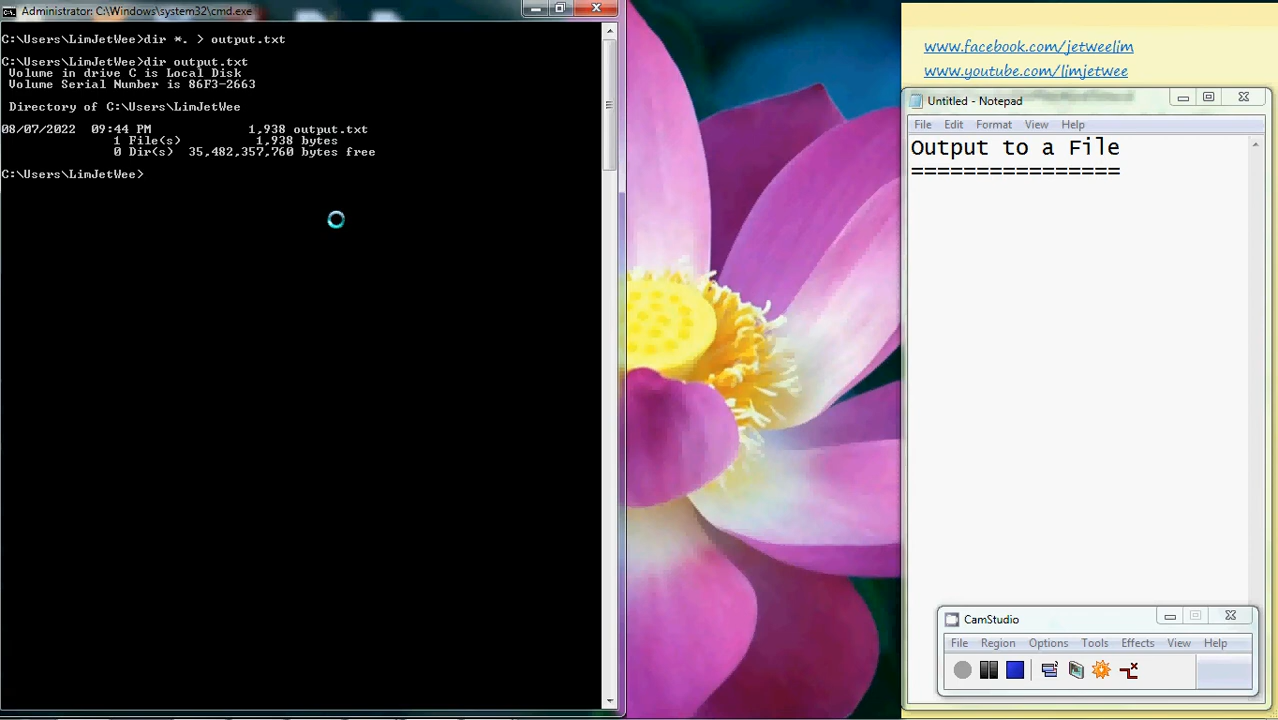 Administrator: C:\Windows\system32\cmd.exe
C:\Users\LimJetWee>dir *. > output.txt
C:\Users\LimJetWee>dir output.txt
Volume in drive C is Local Disk
Volume Serial Number is 86F3-2663
Directory of C:\Users\LimJetWee
08/07/2022 09:44 PM 1,938 output.txt
1 File(s) 1,938 bytes
0 Dir(s) 35,482,357,760 bytes free
C:\Users\LimJetWee>
www.facebook.com/jetweelim
www.youtube.com/limjetwee
Untitled - Notepad
File Edit Format View Help
Output to a File
================
CamStudio
File Region Options Tools Effects View Help